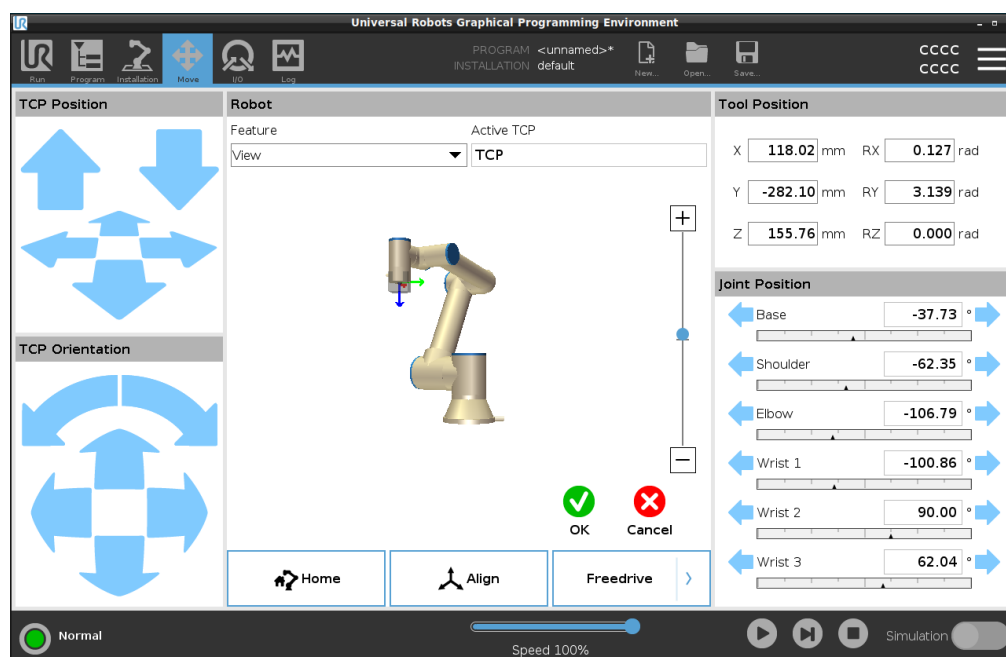 Universal Robots Graphical Programming Environment
UR
Run
Program
Installation
Move
I/O
Log
PROGRAM <unnamed>*
INSTALLATION default
New...
Open...
Save...
CCCC
CCCC
TCP Position
TCP Orientation
Robot
Feature
Active TCP
View
TCP
OK
Cancel
Home
Align
Freedrive
Tool Position
X 118.02 mm RX 0.127 rad
Y -282.10 mm RY 3.139 rad
Z 155.76 mm RZ 0.000 rad
Joint Position
Base -37.73 °
Shoulder -62.35 °
Elbow -106.79 °
Wrist 1 -100.86 °
Wrist 2 90.00 °
Wrist 3 62.04 °
Normal
Speed 100%
Simulation